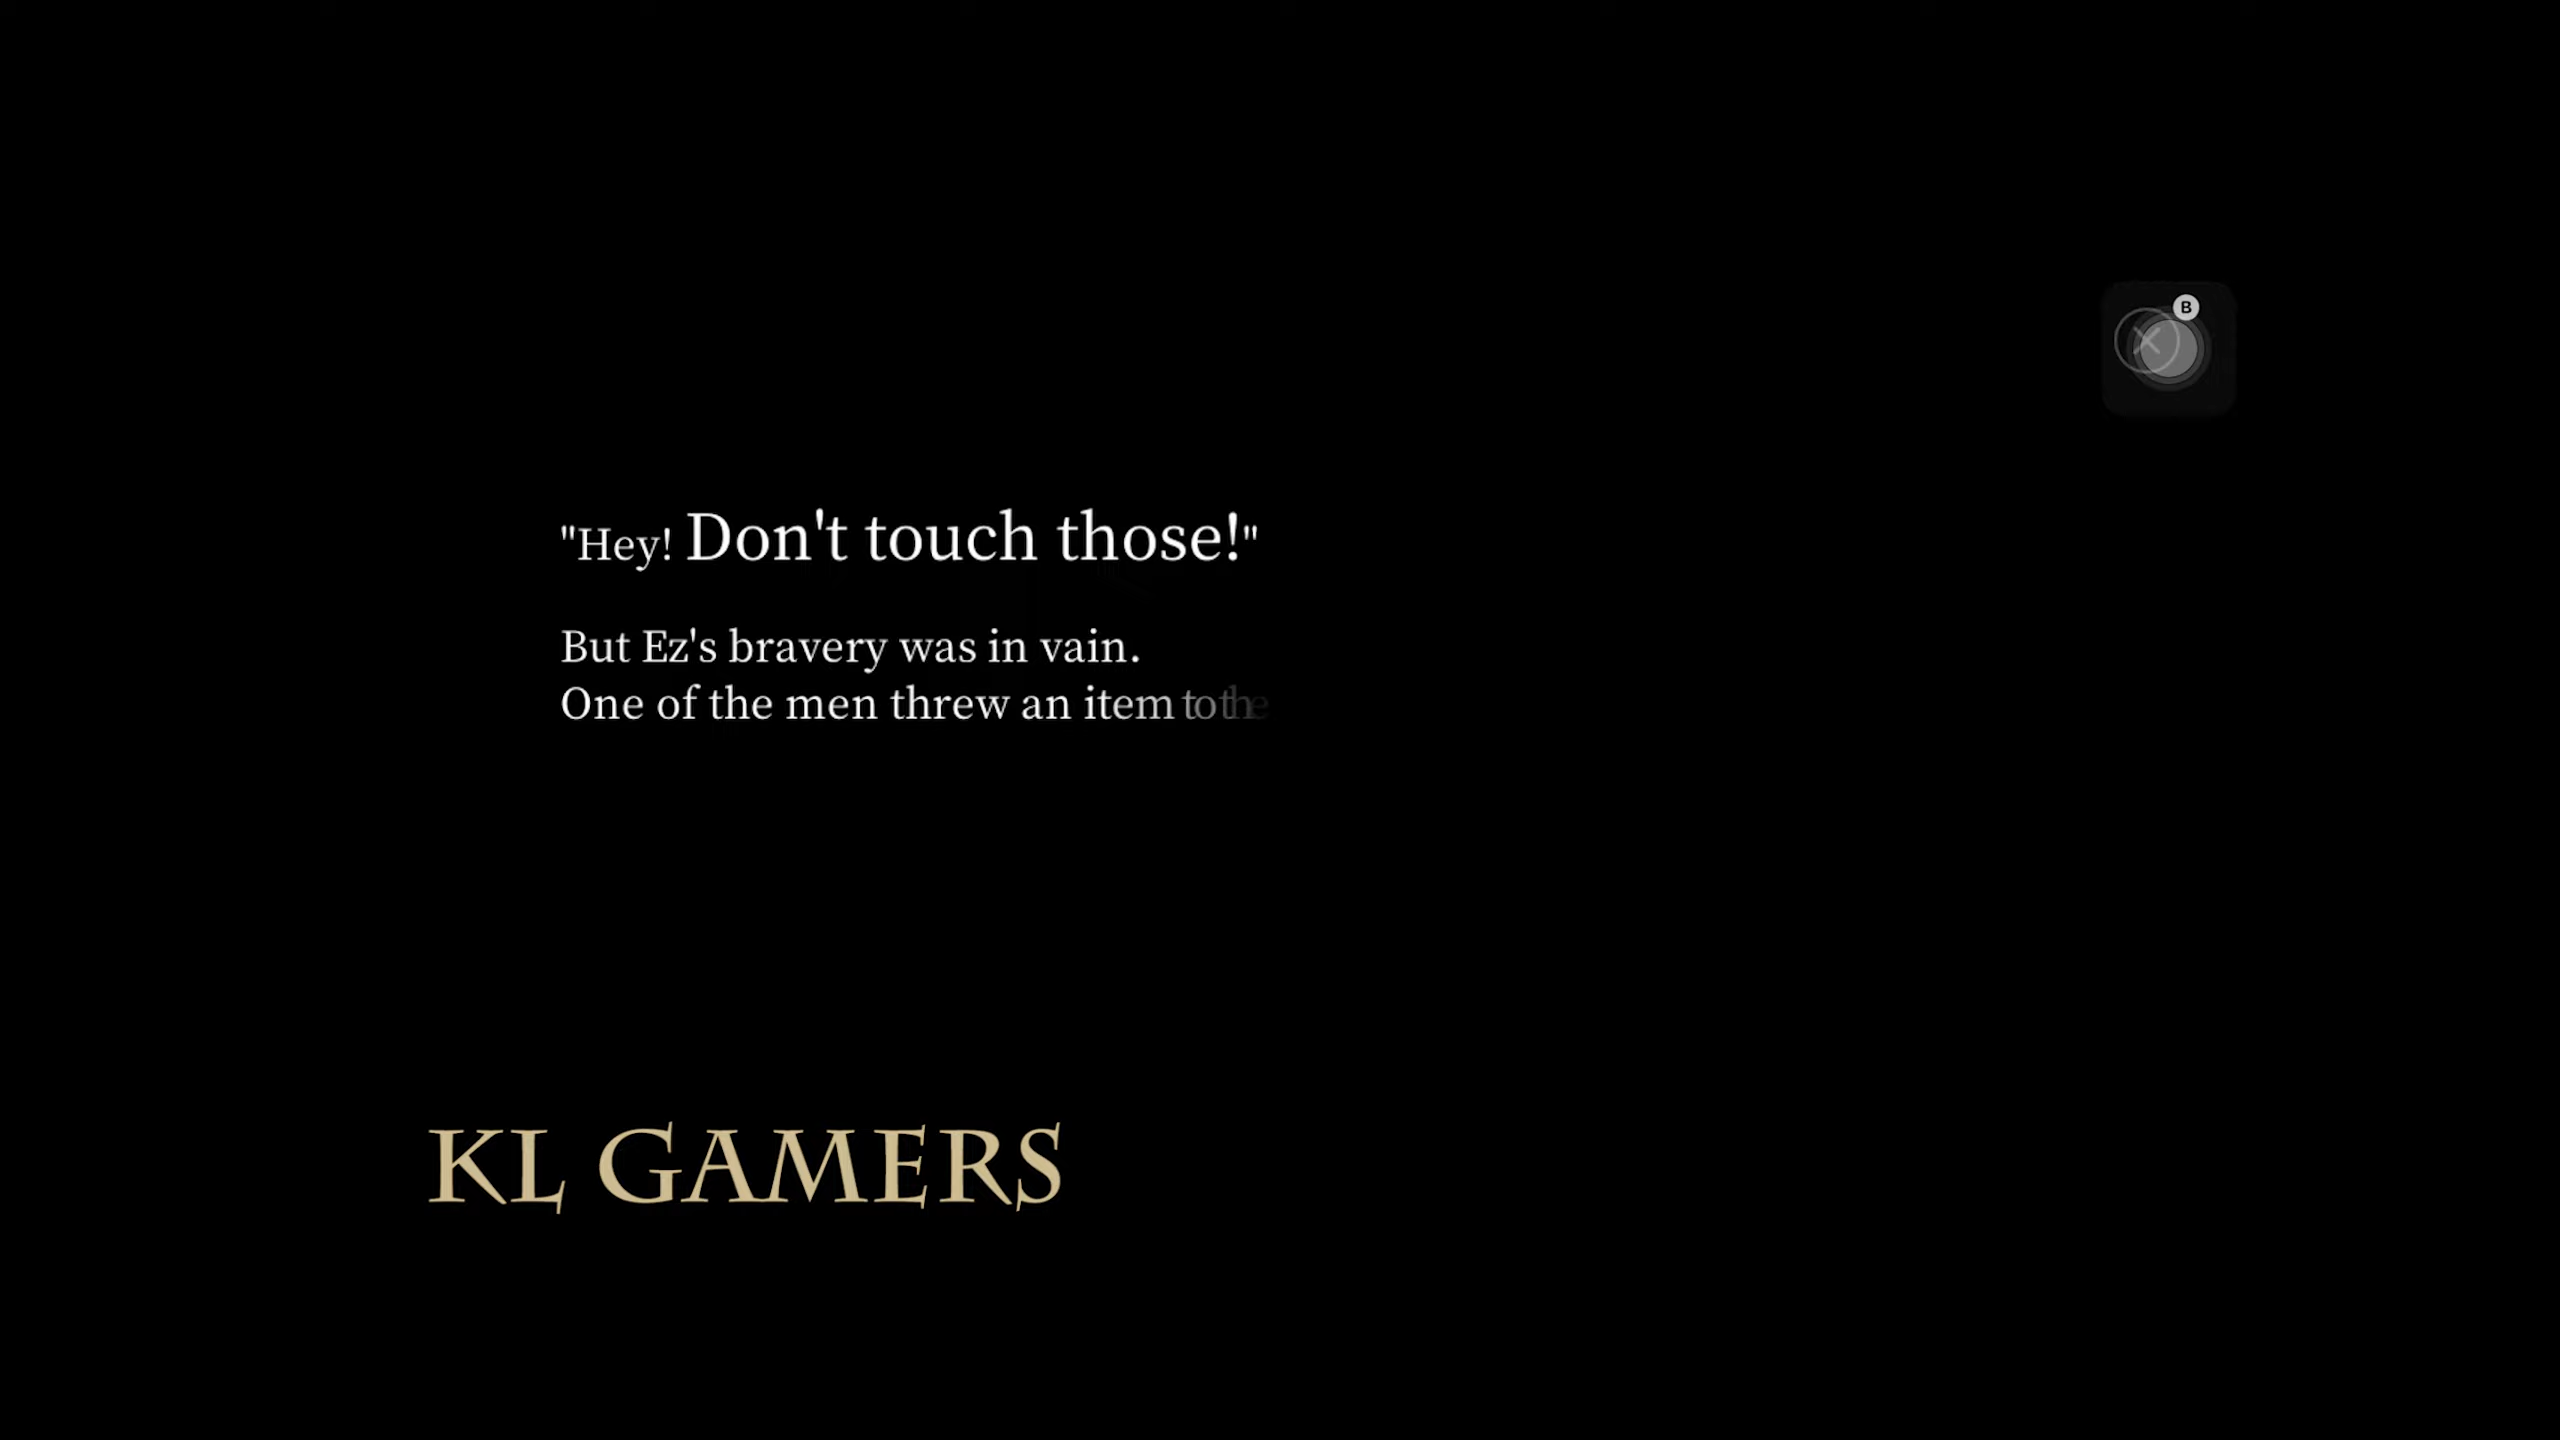 B
"Hey! Don't touch those!"
But Ez's bravery was in vain.
One of the men threw an item to the
KL GAMERS